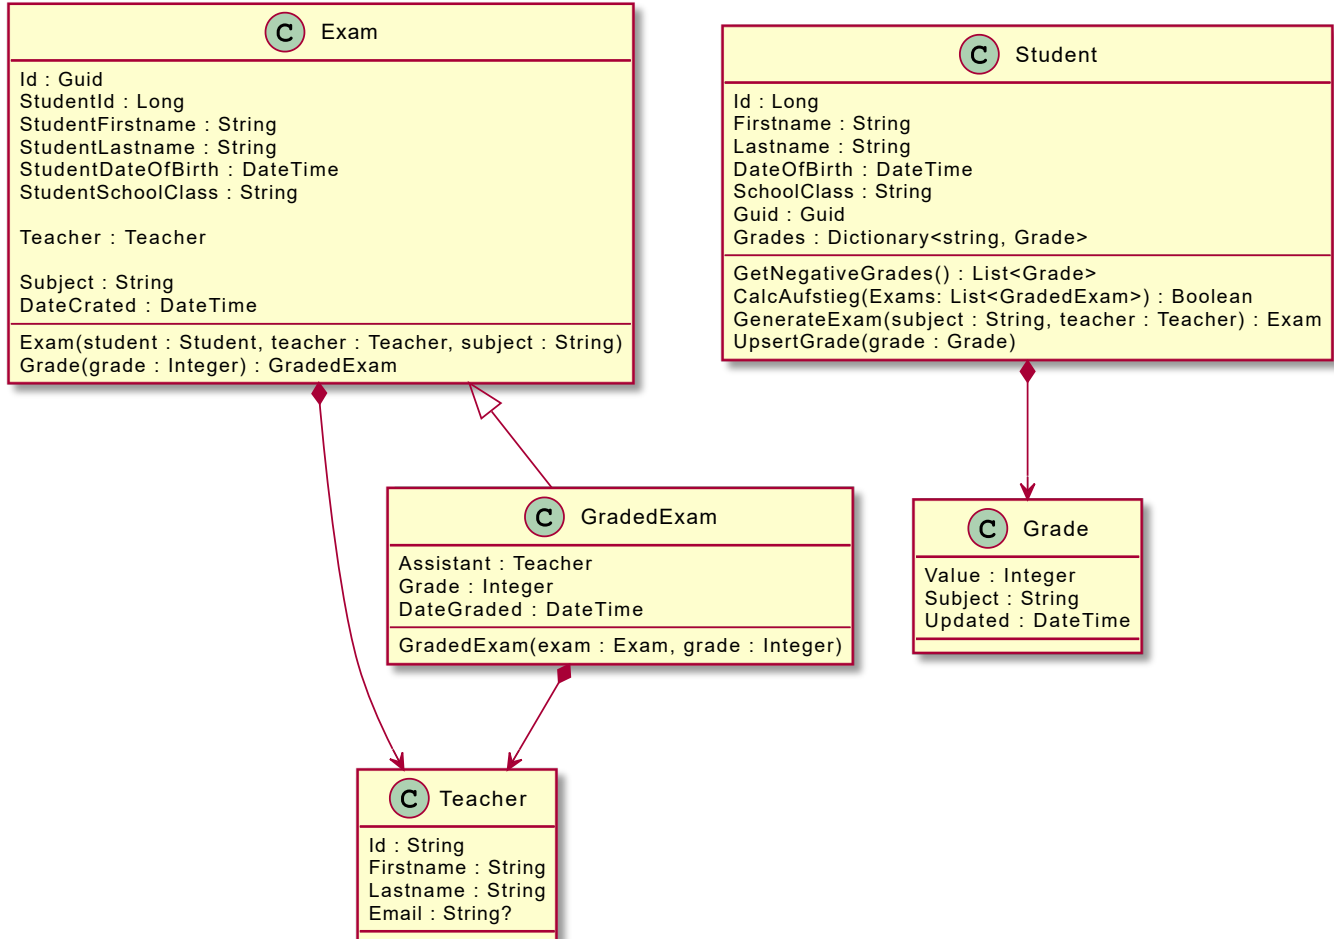 C Exam
Id : Guid
StudentId : Long
StudentFirstname : String
StudentLastname : String
StudentDateOfBirth : DateTime
StudentSchoolClass : String
Teacher : Teacher
Subject : String
DateCrated : DateTime
Exam(student : Student, teacher : Teacher, subject : String)
Grade(grade : Integer) : GradedExam
C Student
Id : Long
Firstname : String
Lastname : String
DateOfBirth : DateTime
SchoolClass : String
Guid : Guid
Grades : Dictionary<string, Grade>
GetNegativeGrades() : List<Grade>
CalcAufstieg(Exams: List<GradedExam>) : Boolean
GenerateExam(subject : String, teacher : Teacher) : Exam
UpsertGrade(grade : Grade)
C GradedExam
Assistant : Teacher
Grade : Integer
DateGraded : DateTime
GradedExam(exam : Exam, grade : Integer)
C Grade
Value : Integer
Subject : String
Updated : DateTime
C Teacher
Id : String
Firstname : String
Lastname : String
Email : String?